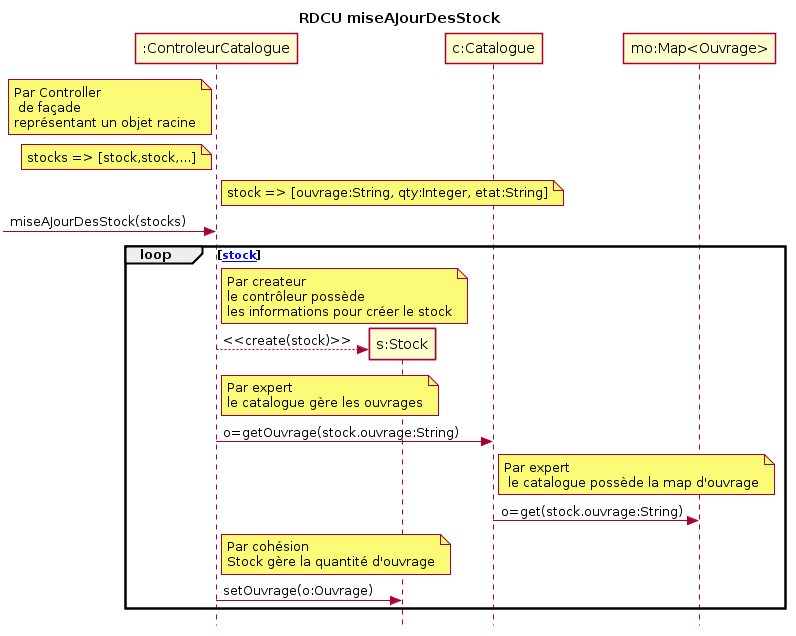 RDCU miseAJourDesStock
:ControleurCatalogue
c:Catalogue
mo:Map<Ouvrage>
Par Controller
de façade
représentant un objet racine
stocks => [stock,stock,...]
stock => [ouvrage:String, qty:Integer, etat:String]
miseAJourDesStock(stocks)
loop [stock]
Par createur
le contrôleur possède
les informations pour créer le stock
<<create(stock)>>
s:Stock
Par expert
le catalogue gère les ouvrages
o=getOuvrage(stock.ouvrage:String)
Par expert
le catalogue possède la map d'ouvrage
o=get(stock.ouvrage:String)
Par cohésion
Stock gère la quantité d'ouvrage
setOuvrage(o:Ouvrage)